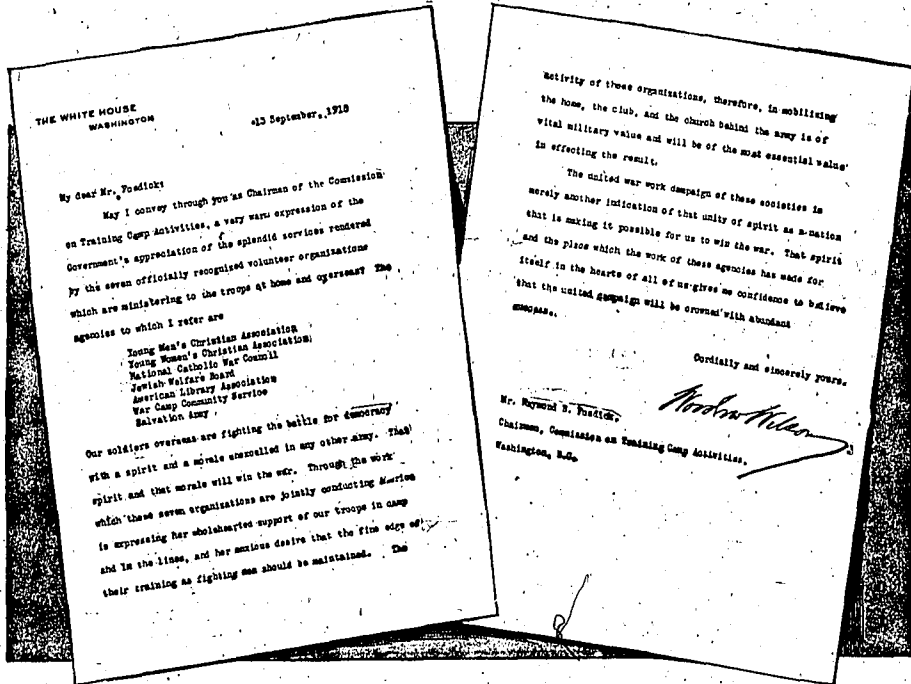 THE WHITE HOUSE
WASHINGTON
13 September, 1918
My dear Mr. Fosdick:
May I convey through you as Chairman of the Commission
on Training Camp Activities, a very warm expression of the
Government's appreciation of the splendid services rendered
by the seven officially recognized volunteer organizations
which are ministering to the troops at home and overseas? The
agencies to which I refer are
Young Men's Christian Association
Young Women's Christian Association
National Catholic War Council
Jewish Welfare Board
American Library Association
War Camp Community Service
Salvation Army
Our soldiers overseas are fighting the battle for democracy
with a spirit and a morale unexcelled in any other army. That
spirit and that morale will win the war. Through the work
which these seven organizations are jointly conducting America
is expressing her wholehearted support of our troops in camp
and in the lines, and her anxious desire that the fine edge of
their training as fighting men should be maintained. The
activity of these organizations, therefore, in mobilizing
the home, the club, and the church behind the army is of
vital military value and will be of the most essential value
in effecting the result.
The united war work campaign of these societies is
merely another indication of that unity of spirit as a nation
that is making it possible for us to win the war. That spirit
and the place which the work of these agencies has made for
itself in the hearts of all of us gives me confidence to believe
that the united campaign will be crowned with abundant
success.
Cordially and sincerely yours,
Woodrow Wilson
Mr. Raymond B. Fosdick,
Chairman, Commission on Training Camp Activities,
Washington, D.C.